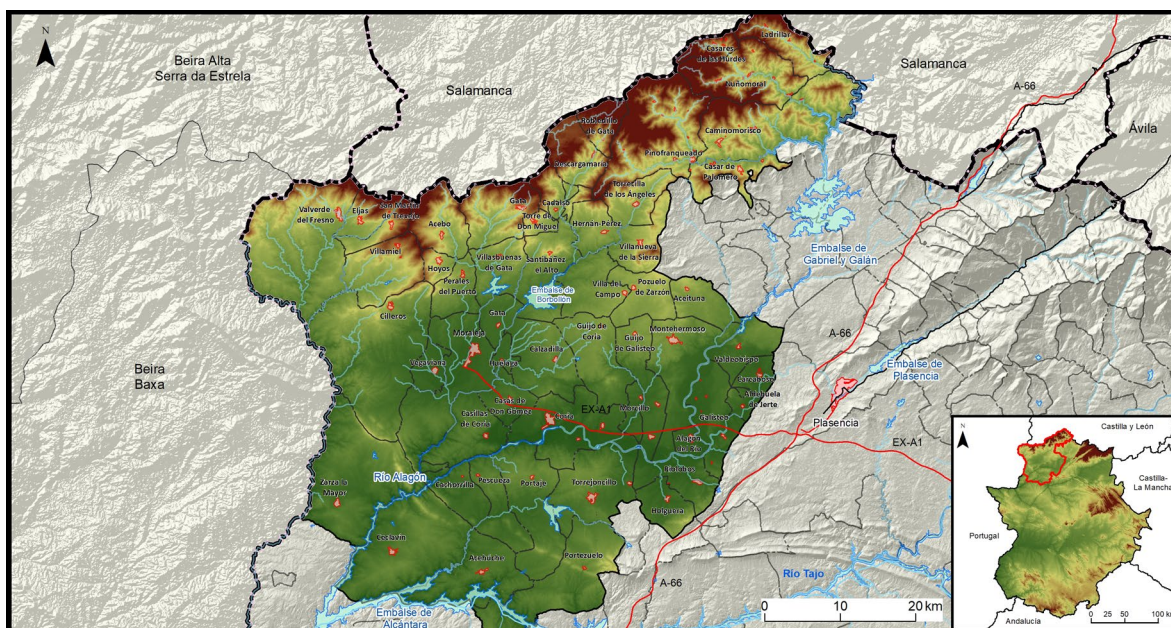 N
Beira Alta
Serra da Estrela
Salamanca
Salamanca
A-66
Ávila
Ladrillar
Casares
de las Hurdes
Nuñomoral
Robledillo
de Gata
Caminomorisco
Pinofranqueado
Descargamaría
Casar de
Palomero
Torrecilla
de los Angeles
Valverde
del Fresno
Eljas
San Martín
de Trevejo
Gata
Cadalso
Torre de
Don Miguel
Hernán-Pérez
Acebo
Villamiel
Hoyos
Villasbuenas
de Gata
Santibáñez
el Alto
Villanueva
de la Sierra
Embalse de
Gabriel y Galán
Perales
del Puerto
Embalse de
Borbollón
Villa del
Campo
Pozuelo
de Zarzón
Aceituna
Cilleros
Gata
Moraleja
Guijo de
Coria
Guijo
de Galisteo
Montehermoso
A-66
Calzadilla
Huélaga
Vegaviana
Valdeobispo
Carcaboso
Aldehuela
de Jerte
Embalse de
Plasencia
Beira
Baxa
Casas de
Don Gómez
Casillas
de Coria
Coria
EX-A1
Morcillo
Galisteo
Plasencia
EX-A1
Alagón
del Río
Riolobos
Río Alagón
Zarza la
Mayor
Cachorrilla
Pescueza
Portaje
Torrejoncillo
Holguera
Ceclavín
Acehúche
Portezuelo
Río Tajo
A-66
Embalse de
Alcántara
0 10 20 km
N
Castilla y León
Castilla-
La Mancha
Portugal
Andalucía
0 25 50 100 km